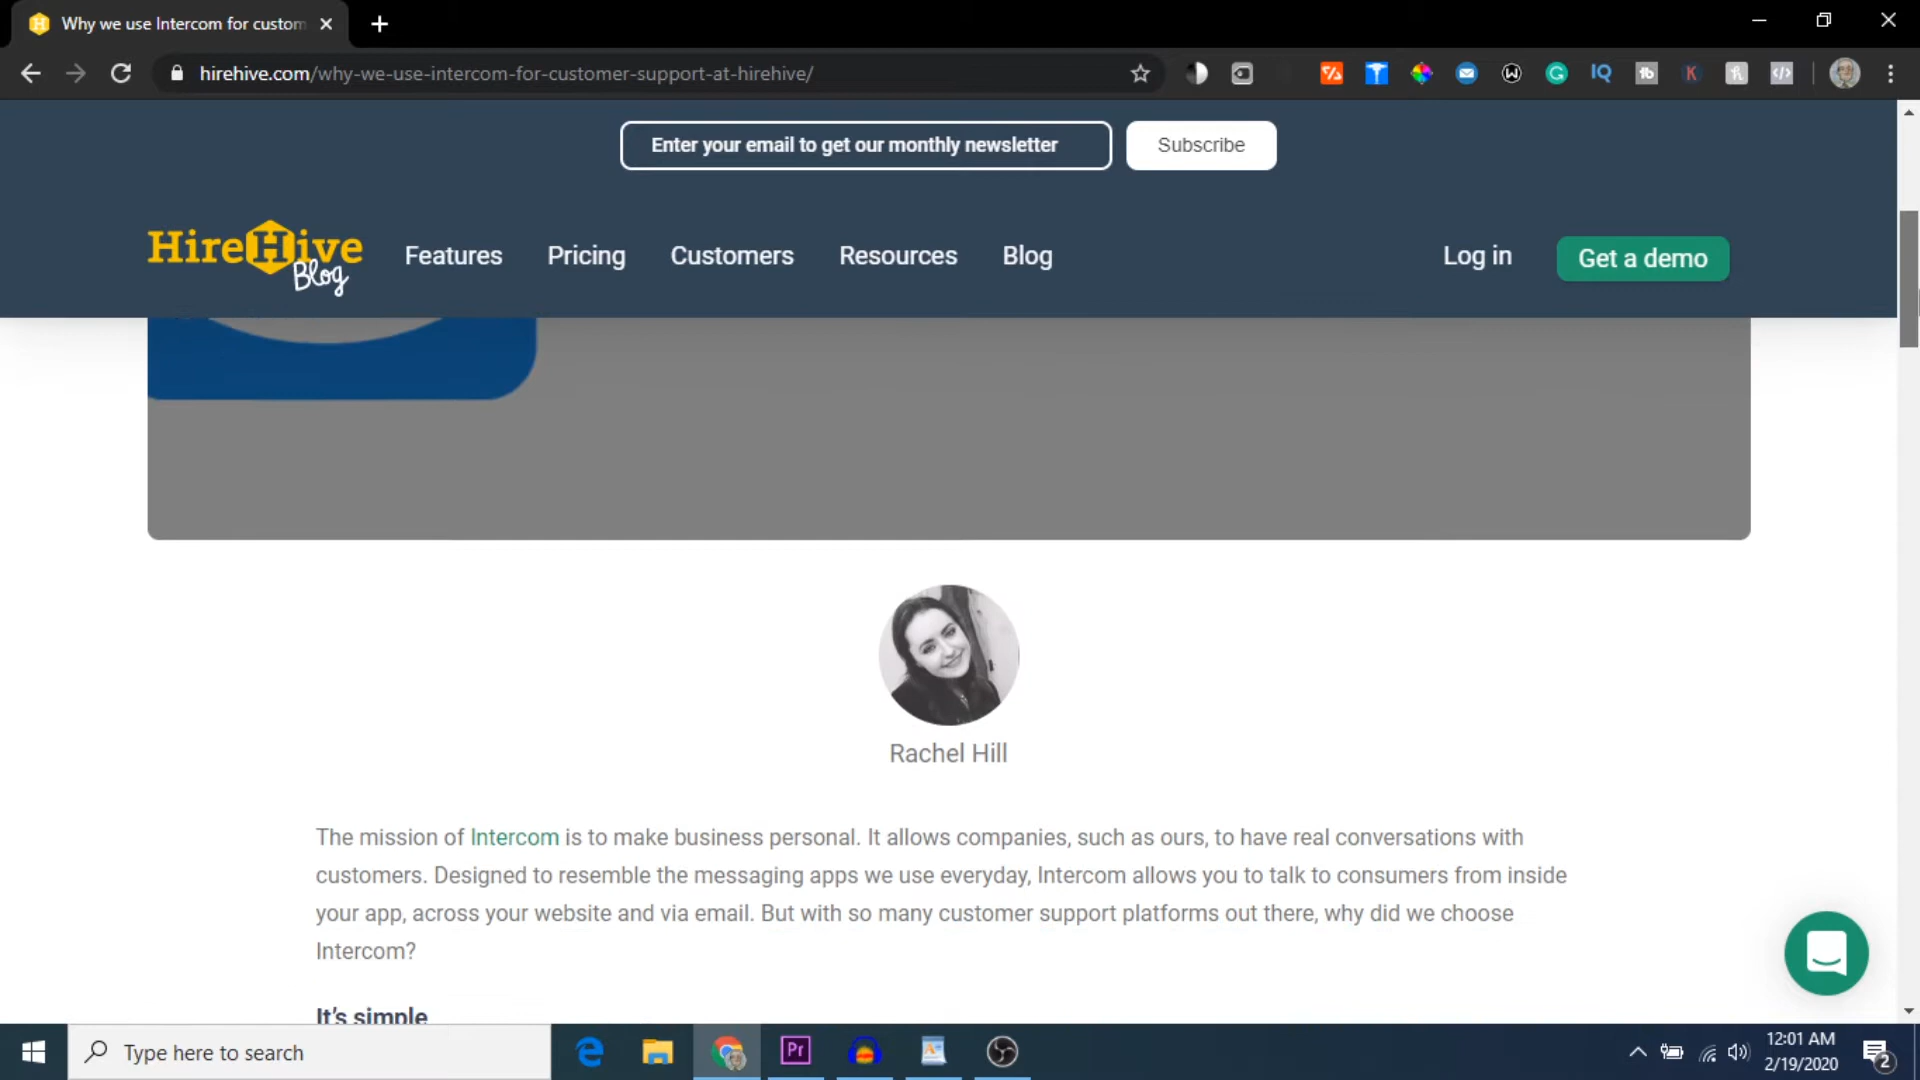 Why we use Intercom for custom
hirehive.com/why-we-use-intercom-for-customer-support-at-hirehive/
IQ
Enter your email to get our monthly newsletter
Subscribe
HireHive
Blog
Features
Pricing
Customers
Resources
Blog
Log in
Get a demo
Rachel Hill
The mission of Intercom is to make business personal. It allows companies, such as ours, to have real conversations with
customers. Designed to resemble the messaging apps we use everyday, Intercom allows you to talk to consumers from inside
your app, across your website and via email. But with so many customer support platforms out there, why did we choose
Intercom?
It's simple
Type here to search
Pr
12:01 AM
2/19/2020
2